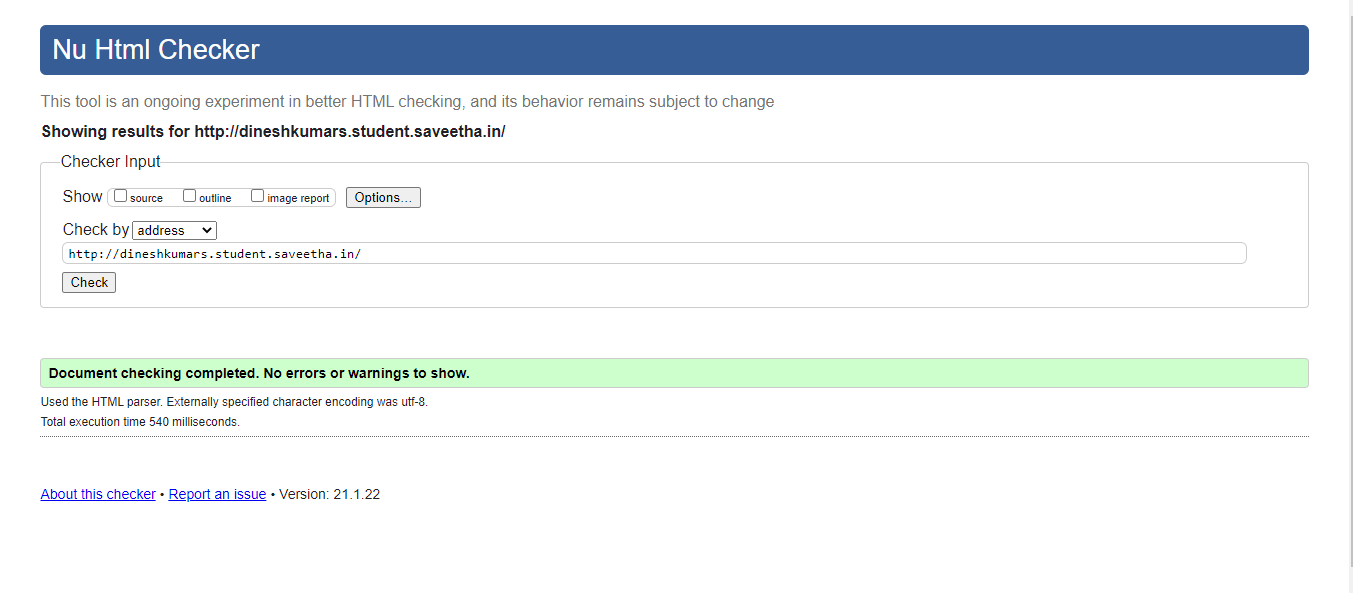 Nu Html Checker
This tool is an ongoing experiment in better HTML checking, and its behavior remains subject to change
Showing results for http://dineshkumars.student.saveetha.in/
Checker Input
Show source outline image report Options...
Check by address
http://dineshkumars.student.saveetha.in/
Check
Document checking completed. No errors or warnings to show.
Used the HTML parser. Externally specified character encoding was utf-8.
Total execution time 540 milliseconds.
About this checker • Report an issue • Version: 21.1.22